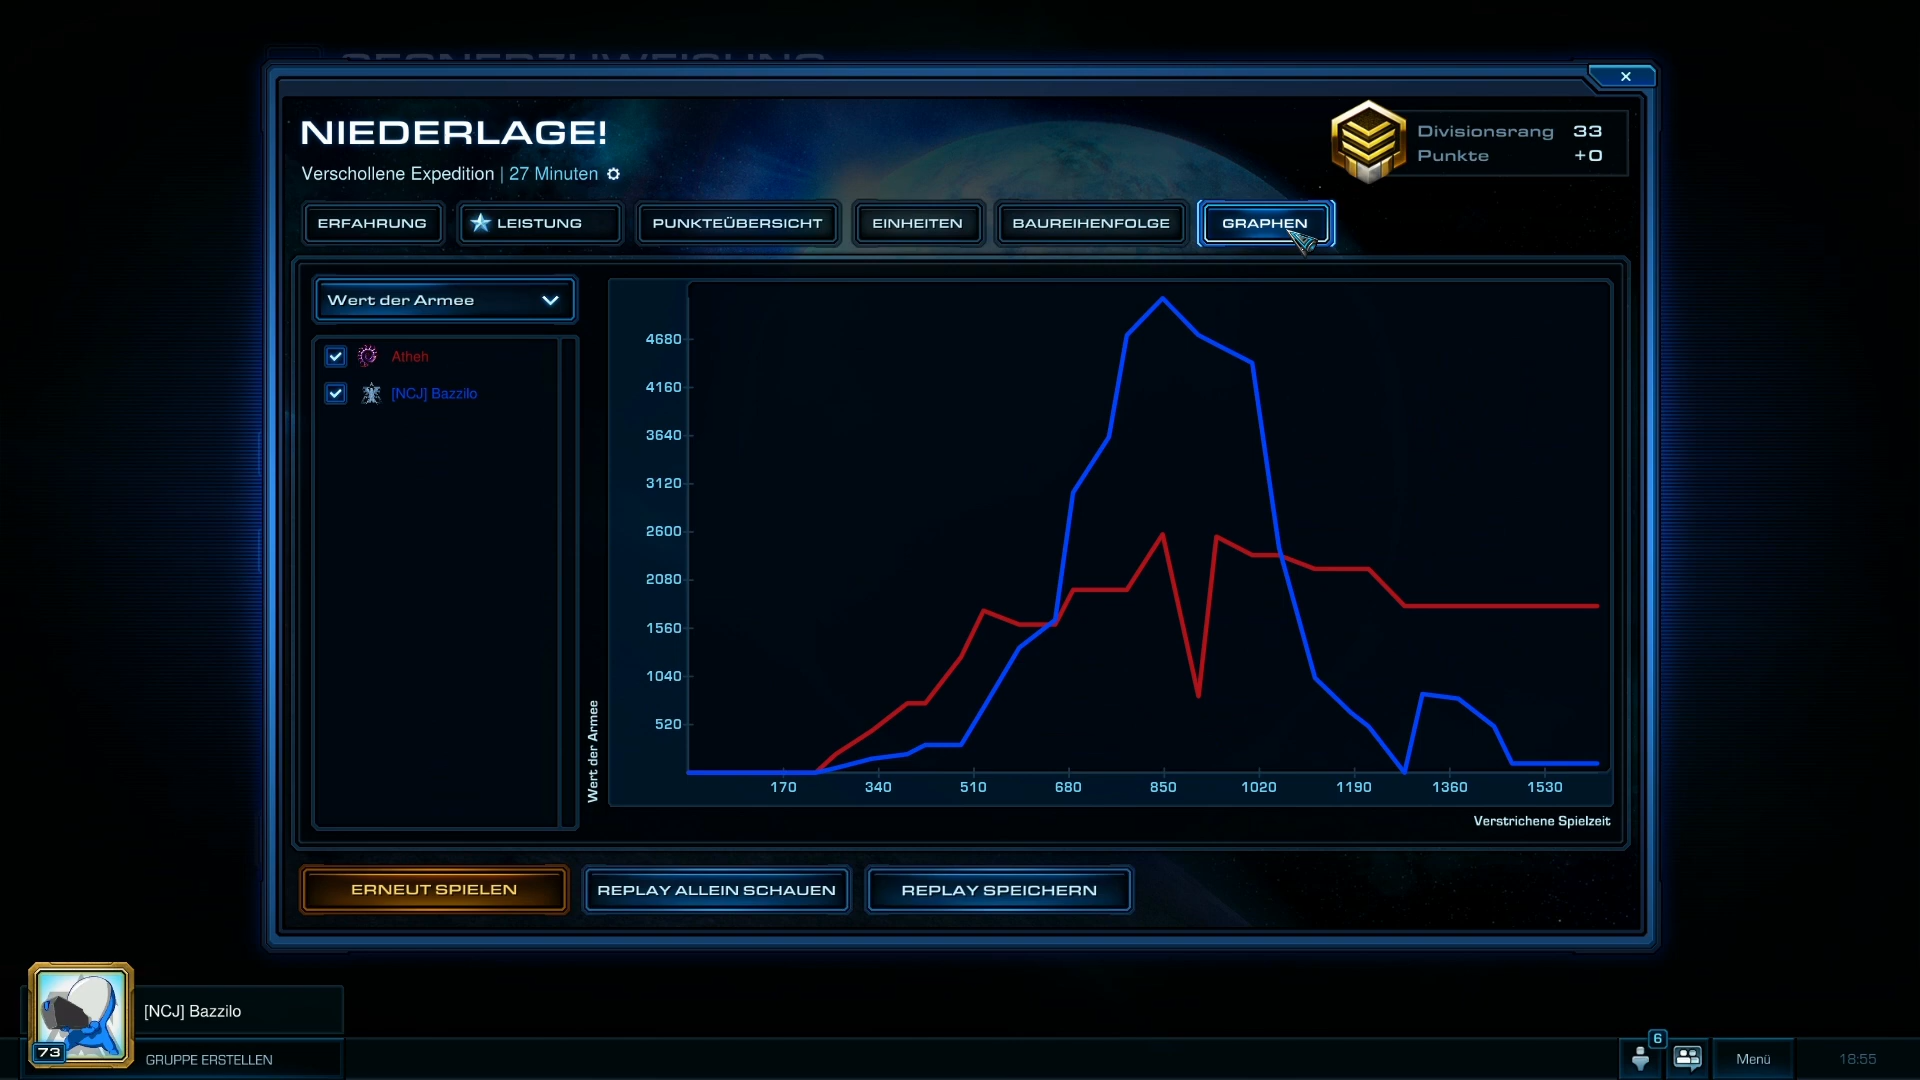 NIEDERLAGE!
Verschollene Expedition | 27 Minuten
Divisionsrang 33
Punkte +0
ERFAHRUNG
LEISTUNG
PUNKTEÜBERSICHT
EINHEITEN
BAUREIHENFOLGE
GRAPHEN
Wert der Armee
Atheh
[NCJ] Bazzilo
4680
4160
3640
3120
2600
2080
1560
1040
520
Wert der Armee
170 340 510 680 850 1020 1190 1360 1530
Verstrichene Spielzeit
ERNEUT SPIELEN
REPLAY ALLEIN SCHAUEN
REPLAY SPEICHERN
[NCJ] Bazzilo
73
GRUPPE ERSTELLEN
6
Menü
18:55